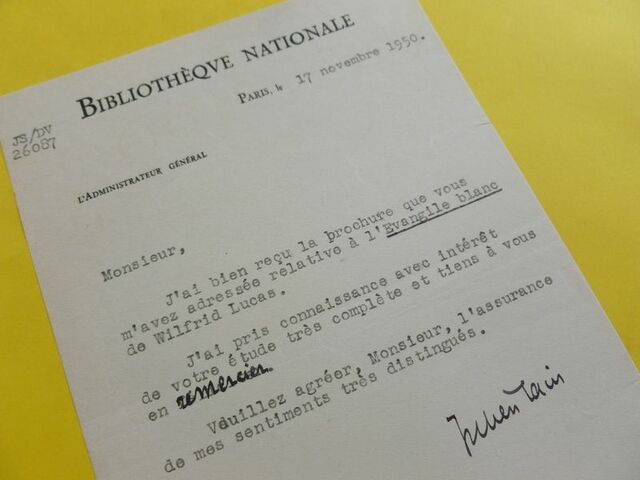 BIBLIOTHÈQVE NATIONALE
PARIS, le 17 novembre 1950.
JS/DV
26087
L'ADMINISTRATEUR GÉNÉRAL
Monsieur,
J'ai bien reçu la brochure que vous
m'avez adressée relative à l'Evangile blanc
de Wilfrid Lucas.
J'ai pris connaissance avec intérêt
de votre étude très complète et tiens à vous
en remercier.
Veuillez agréer, Monsieur, l'assurance
de mes sentiments très distingués.
Julien Cain